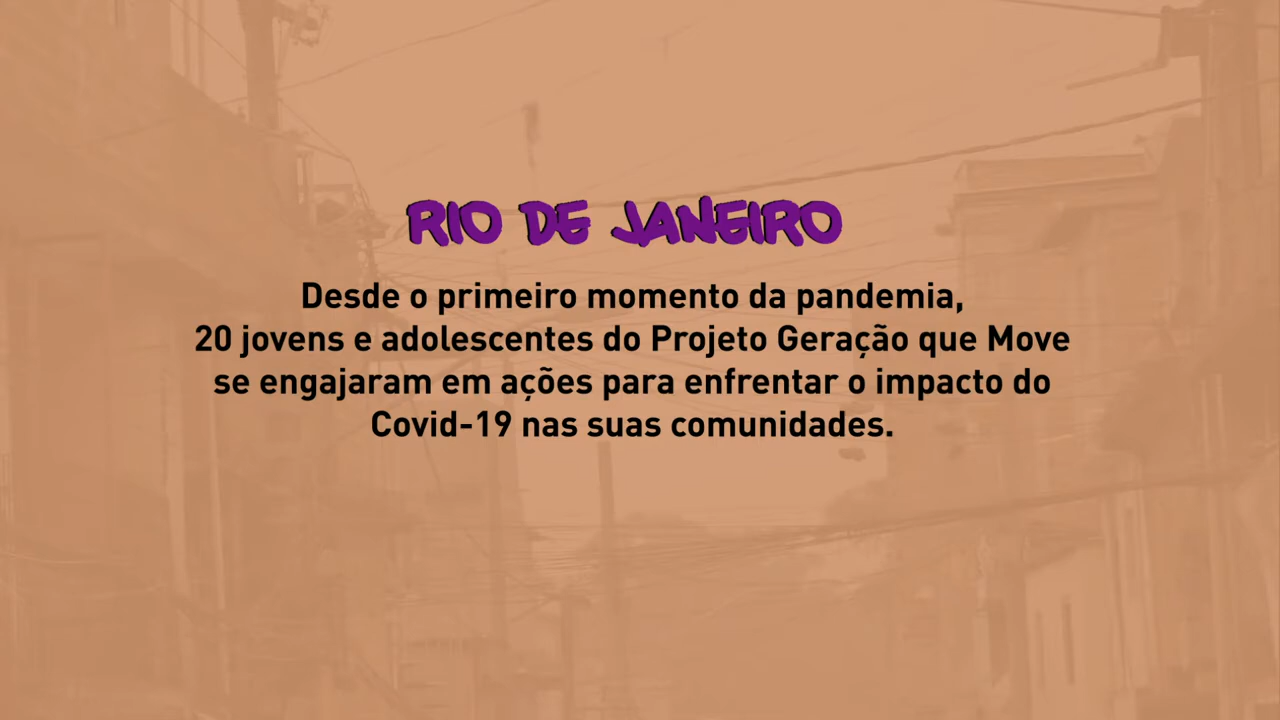 RIO DE JANEIRO
Desde o primeiro momento da pandemia,
20 jovens e adolescentes do Projeto Geração que Move
se engajaram em ações para enfrentar o impacto do
Covid-19 nas suas comunidades.